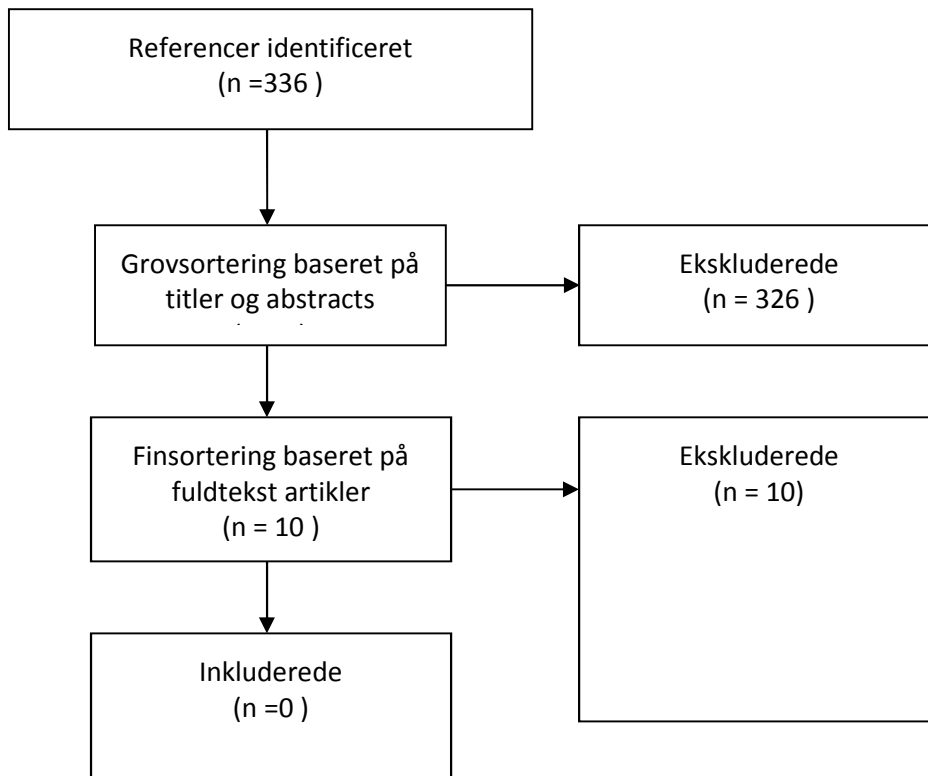 Referencer identificeret
(n =336 )
Grovsortering baseret på
titler og abstracts
Ekskluderede
(n = 326 )
Finsortering baseret på
fuldtekst artikler
(n = 10 )
Ekskluderede
(n = 10)
Inkluderede
(n =0 )